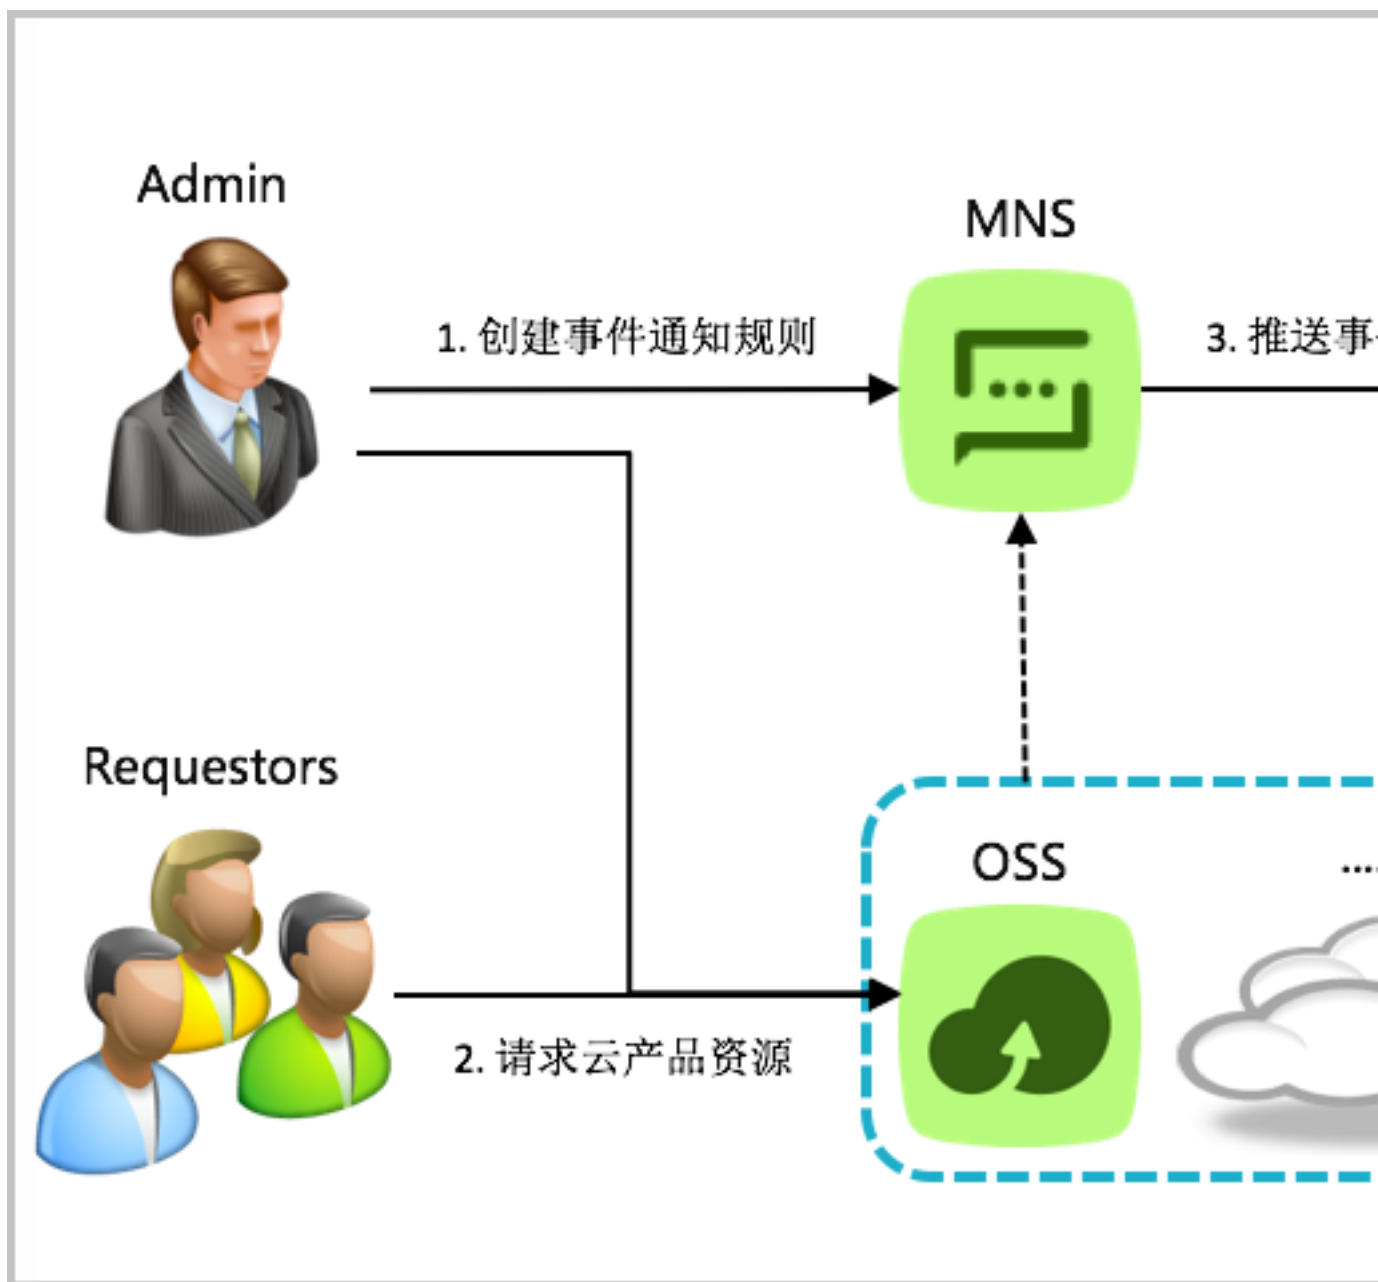 Admin
MNS
1. 创建事件通知规则
3. 推送事
Requestors
OSS
....
2. 请求云产品资源